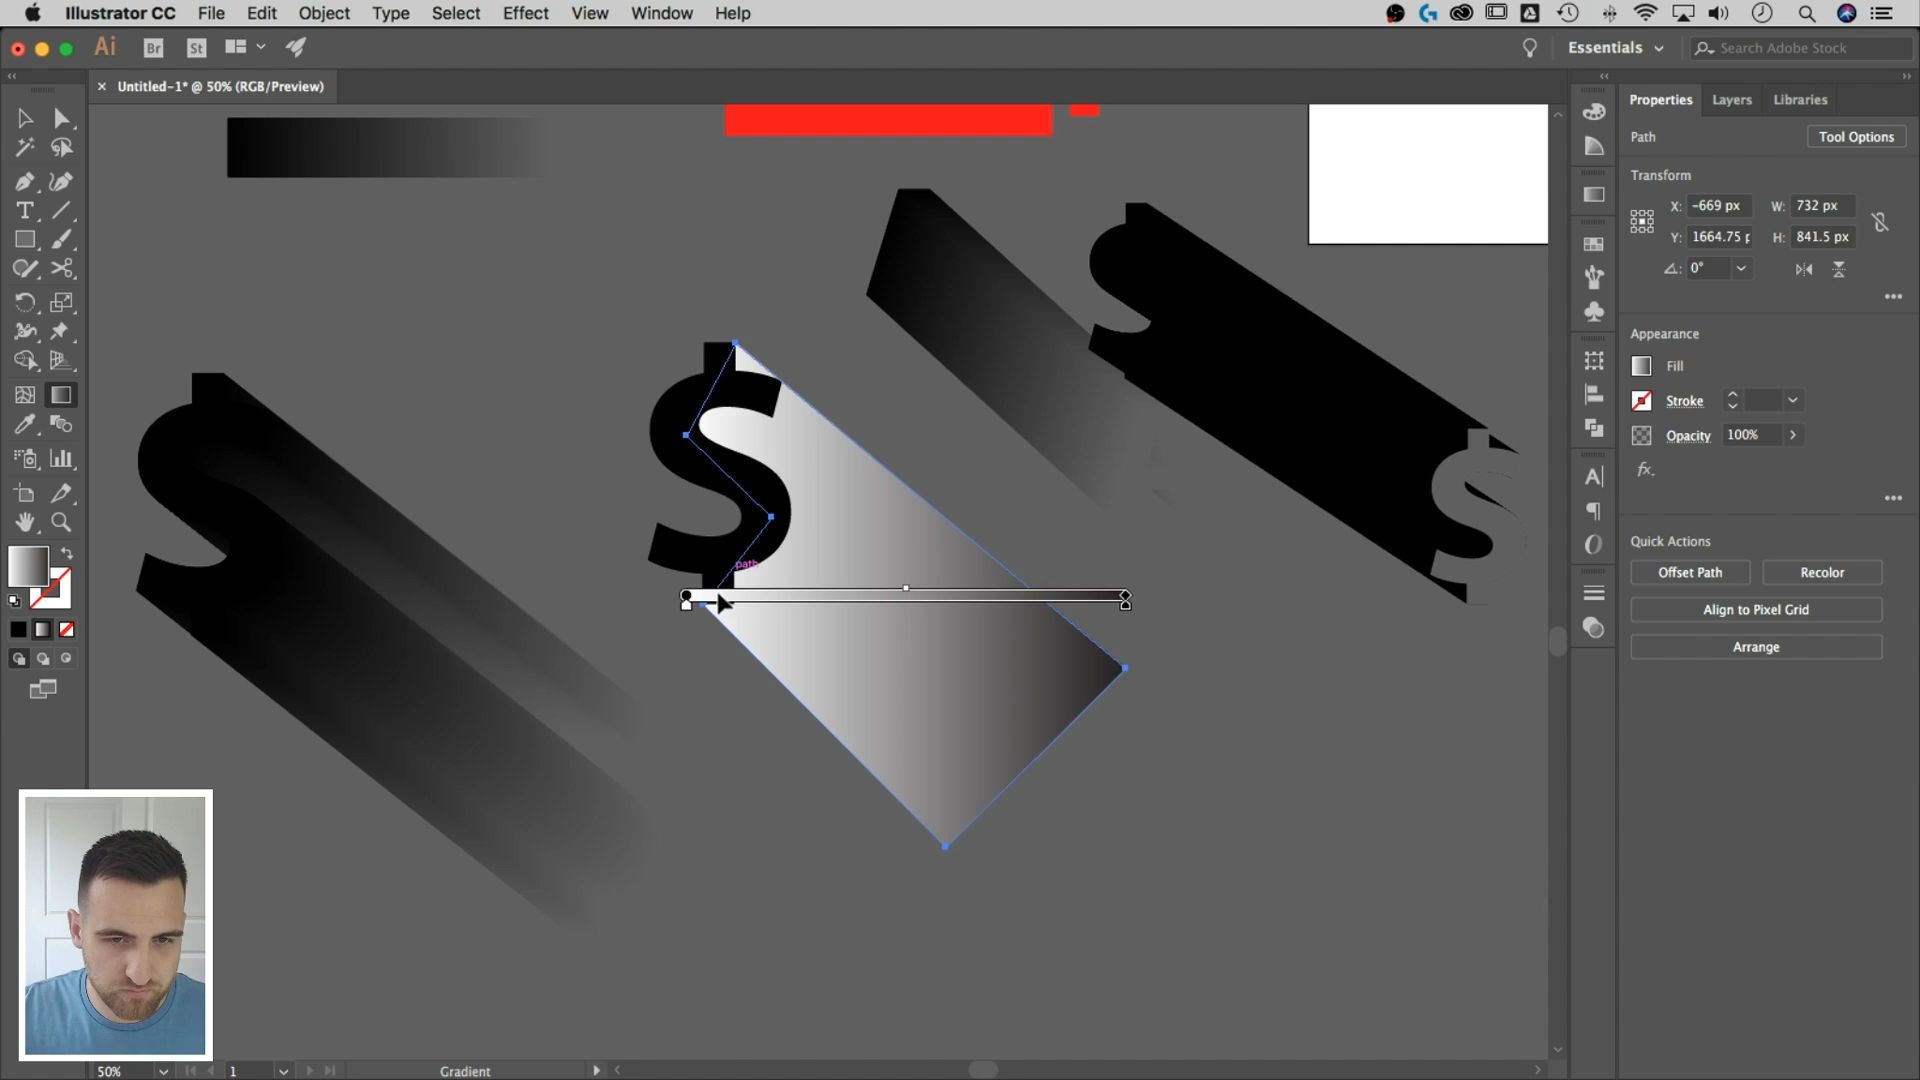 Illustrator CC File Edit Object Type Select Effect View Window Help
Ai Br St Essentials Search Adobe Stock
× Untitled-1* @ 50% (RGB/Preview)
Properties Layers Libraries
Path Tool Options
Transform
X: -669 px W: 732 px
Y: 1664.75 p H: 841.5 px
0°
Appearance
Fill
Stroke
Opacity 100%
fx.
Quick Actions
Offset Path Recolor
Align to Pixel Grid
Arrange
$
$
path
50% 1 Gradient